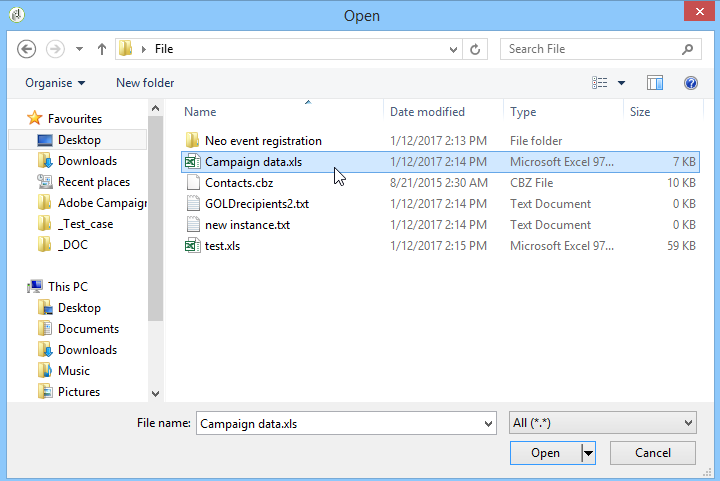 Open
File
Search File
Organise New folder
Name Date modified Type Size
Favourites
Desktop
Downloads
Recent places
Adobe Campaign
_Test_case
_DOC
This PC
Desktop
Documents
Downloads
Music
Pictures
Neo event registration 1/12/2017 2:13 PM File folder
Campaign data.xls 1/12/2017 2:14 PM Microsoft Excel 97... 7 KB
Contacts.cbz 8/21/2015 2:30 AM CBZ File 10 KB
GOLDrecipients2.txt 1/12/2017 2:14 PM Text Document 0 KB
new instance.txt 1/12/2017 2:14 PM Text Document 0 KB
test.xls 1/12/2017 2:15 PM Microsoft Excel 97... 59 KB
File name: Campaign data.xls All (*.*)
Open Cancel